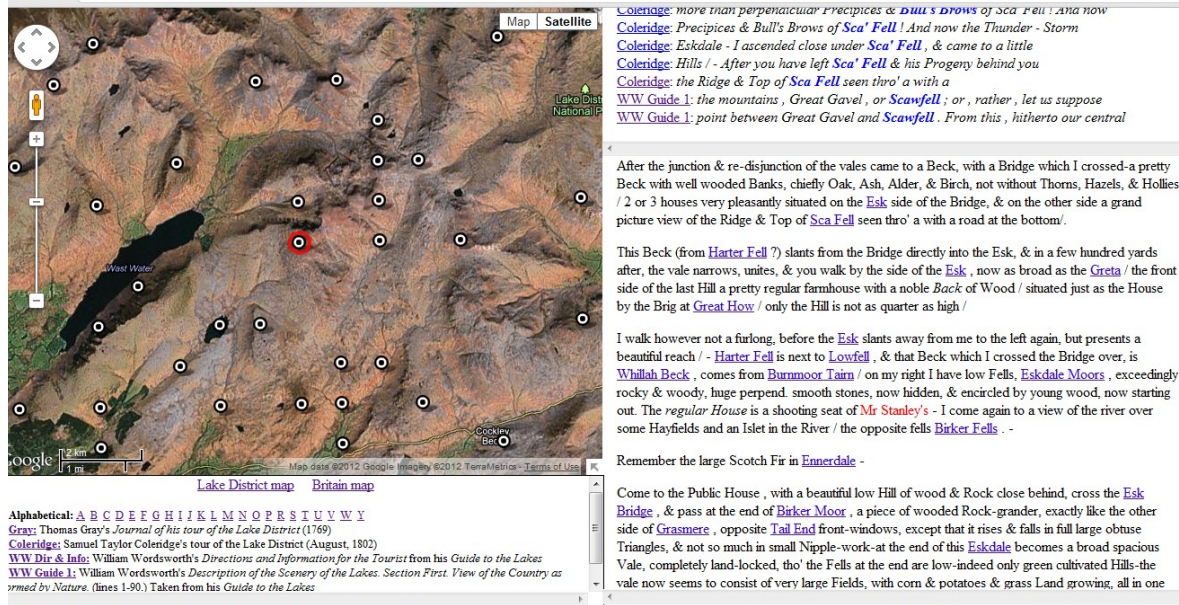 Map Satellite
Lake Distr
National P
Wast Water
Cockley
Beck
2 km
1 mi
oogle
Map data ©2012 Google Imagery ©2012 TerraMetrics - Terms of Use
Lake District map Britain map
Alphabetical: A B C D E F G H I J K L M N O P R S T U V W Y
Gray: Thomas Gray's Journal of his tour of the Lake District (1769)
Coleridge: Samuel Taylor Coleridge's tour of the Lake District (August, 1802)
WW Dir & Info: William Wordsworth's Directions and Information for the Tourist from his Guide to the Lakes
WW Guide 1: William Wordsworth's Description of the Scenery of the Lakes. Section First. View of the Country as
ormed by Nature. (lines 1-90.) Taken from his Guide to the Lakes
Coleridge: more than perpendicular Precipices & Bull's Brows of Sca' Fell ! And now
Coleridge: Precipices & Bull's Brows of Sca' Fell ! And now the Thunder - Storm
Coleridge: Eskdale - I ascended close under Sca' Fell , & came to a little
Coleridge: Hills / - After you have left Sca' Fell & his Progeny behind you
Coleridge: the Ridge & Top of Sca Fell seen thro' a with a
WW Guide 1: the mountains , Great Gavel , or Scawfell ; or , rather , let us suppose
WW Guide 1: point between Great Gavel and Scawfell . From this , hitherto our central
After the junction & re-disjunction of the vales came to a Beck, with a Bridge which I crossed-a pretty
Beck with well wooded Banks, chiefly Oak, Ash, Alder, & Birch, not without Thorns, Hazels, & Hollies
/ 2 or 3 houses very pleasantly situated on the Esk side of the Bridge, & on the other side a grand
picture view of the Ridge & Top of Sca Fell seen thro' a with a road at the bottom/.
This Beck (from Harter Fell ?) slants from the Bridge directly into the Esk, & in a few hundred yards
after, the vale narrows, unites, & you walk by the side of the Esk , now as broad as the Greta / the front
side of the last Hill a pretty regular farmhouse with a noble Back of Wood / situated just as the House
by the Brig at Great How / only the Hill is not as quarter as high /
I walk however not a furlong, before the Esk slants away from me to the left again, but presents a
beautiful reach / - Harter Fell is next to Lowfell , & that Beck which I crossed the Bridge over, is
Whillah Beck , comes from Burnmoor Tairn / on my right I have low Fells, Eskdale Moors , exceedingly
rocky & woody, huge perpend. smooth stones, now hidden, & encircled by young wood, now starting
out. The regular House is a shooting seat of Mr Stanley's - I come again to a view of the river over
some Hayfields and an Islet in the River / the opposite fells Birker Fells . -
Remember the large Scotch Fir in Ennerdale -
Come to the Public House , with a beautiful low Hill of wood & Rock close behind, cross the Esk
Bridge , & pass at the end of Birker Moor , a piece of wooded Rock-grander, exactly like the other
side of Grasmere , opposite Tail End front-windows, except that it rises & falls in full large obtuse
Triangles, & not so much in small Nipple-work-at the end of this Eskdale becomes a broad spacious
Vale, completely land-locked, tho' the Fells at the end are low-indeed only green cultivated Hills-the
vale now seems to consist of very large Fields, with corn & potatoes & grass Land growing, all in one